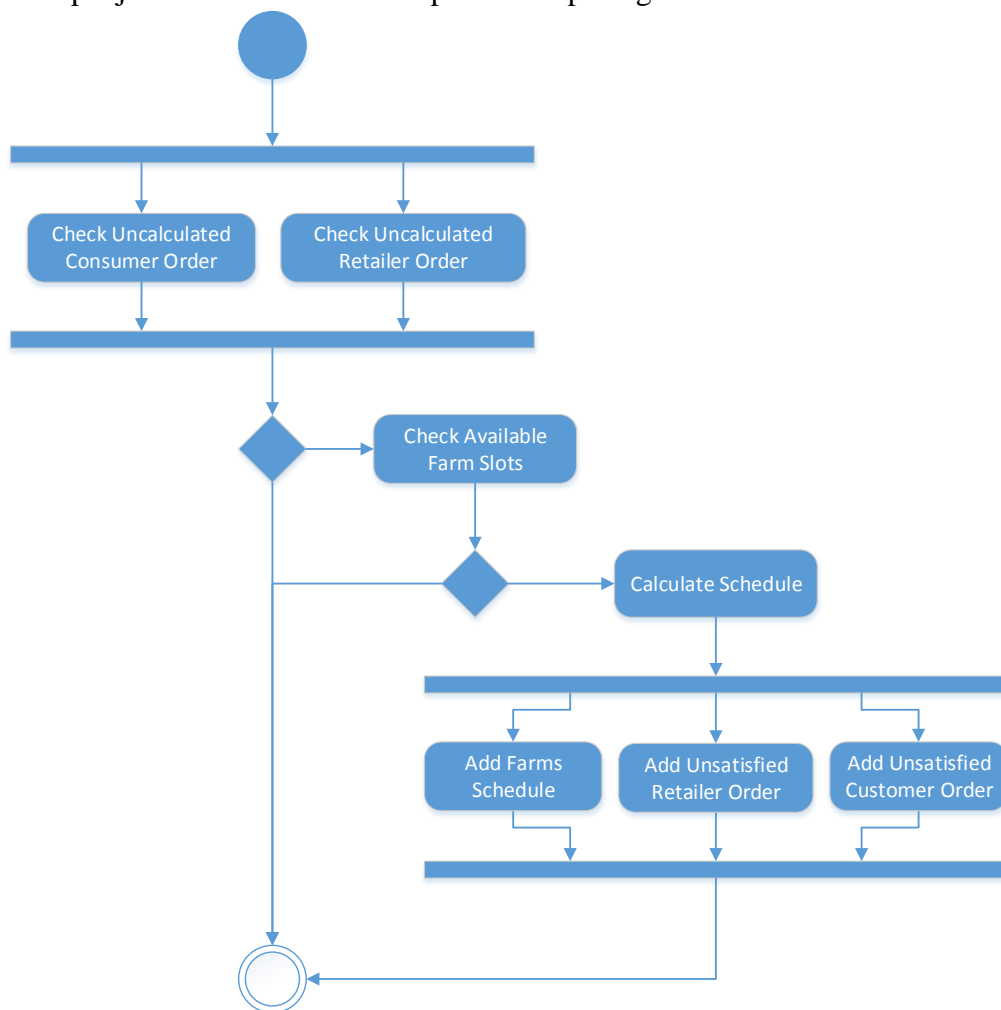 Check Uncalculated
Consumer Order
Check Uncalculated
Retailer Order
Check Available
Farm Slots
Calculate Schedule
Add Farms
Schedule
Add Unsatisfied
Retailer Order
Add Unsatisfied
Customer Order